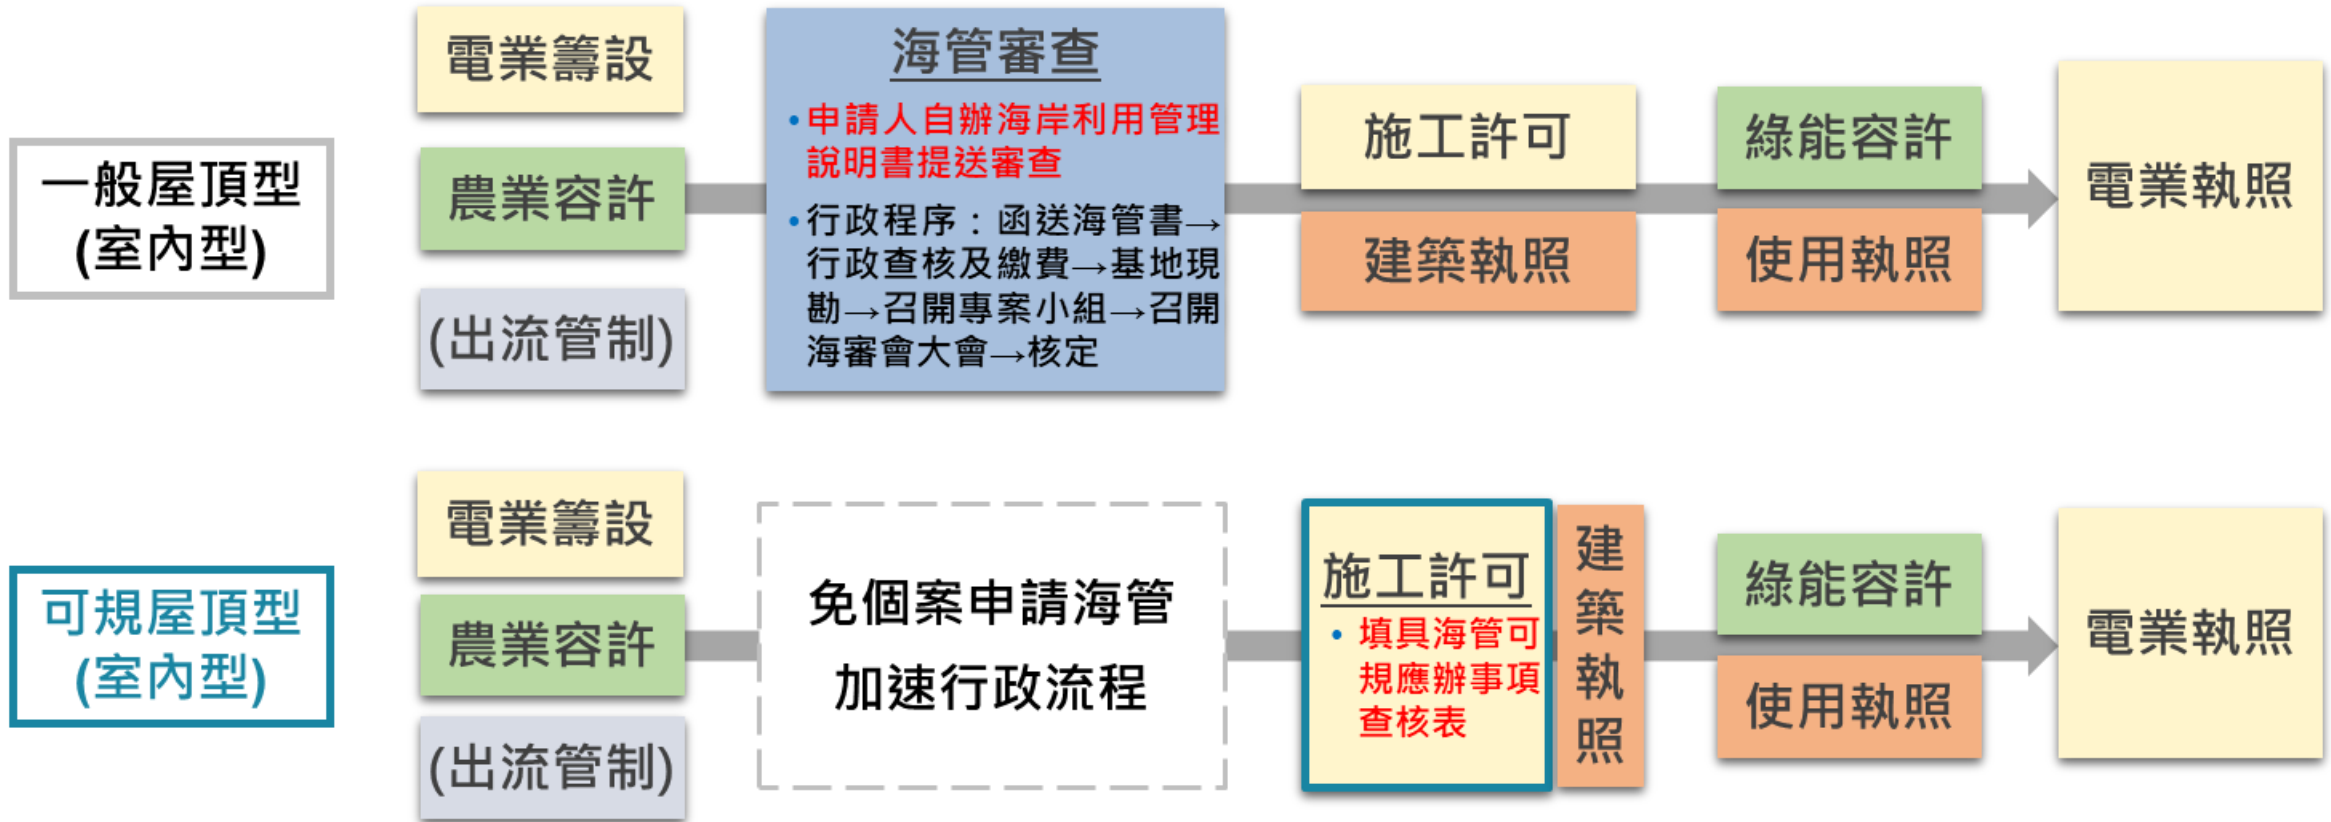 一般屋頂型
(室內型)
電業籌設
農業容許
(出流管制)
海管審查
•申請人自辦海岸利用管理
說明書提送審查
•行政程序：函送海管書→
行政查核及繳費→基地現
勘→召開專案小組→召開
海審會大會→核定
施工許可
建築執照
綠能容許
使用執照
電業執照
可規屋頂型
(室內型)
電業籌設
農業容許
(出流管制)
免個案申請海管
加速行政流程
施工許可
• 填具海管可
規應辦事項
查核表
建築執照
綠能容許
使用執照
電業執照